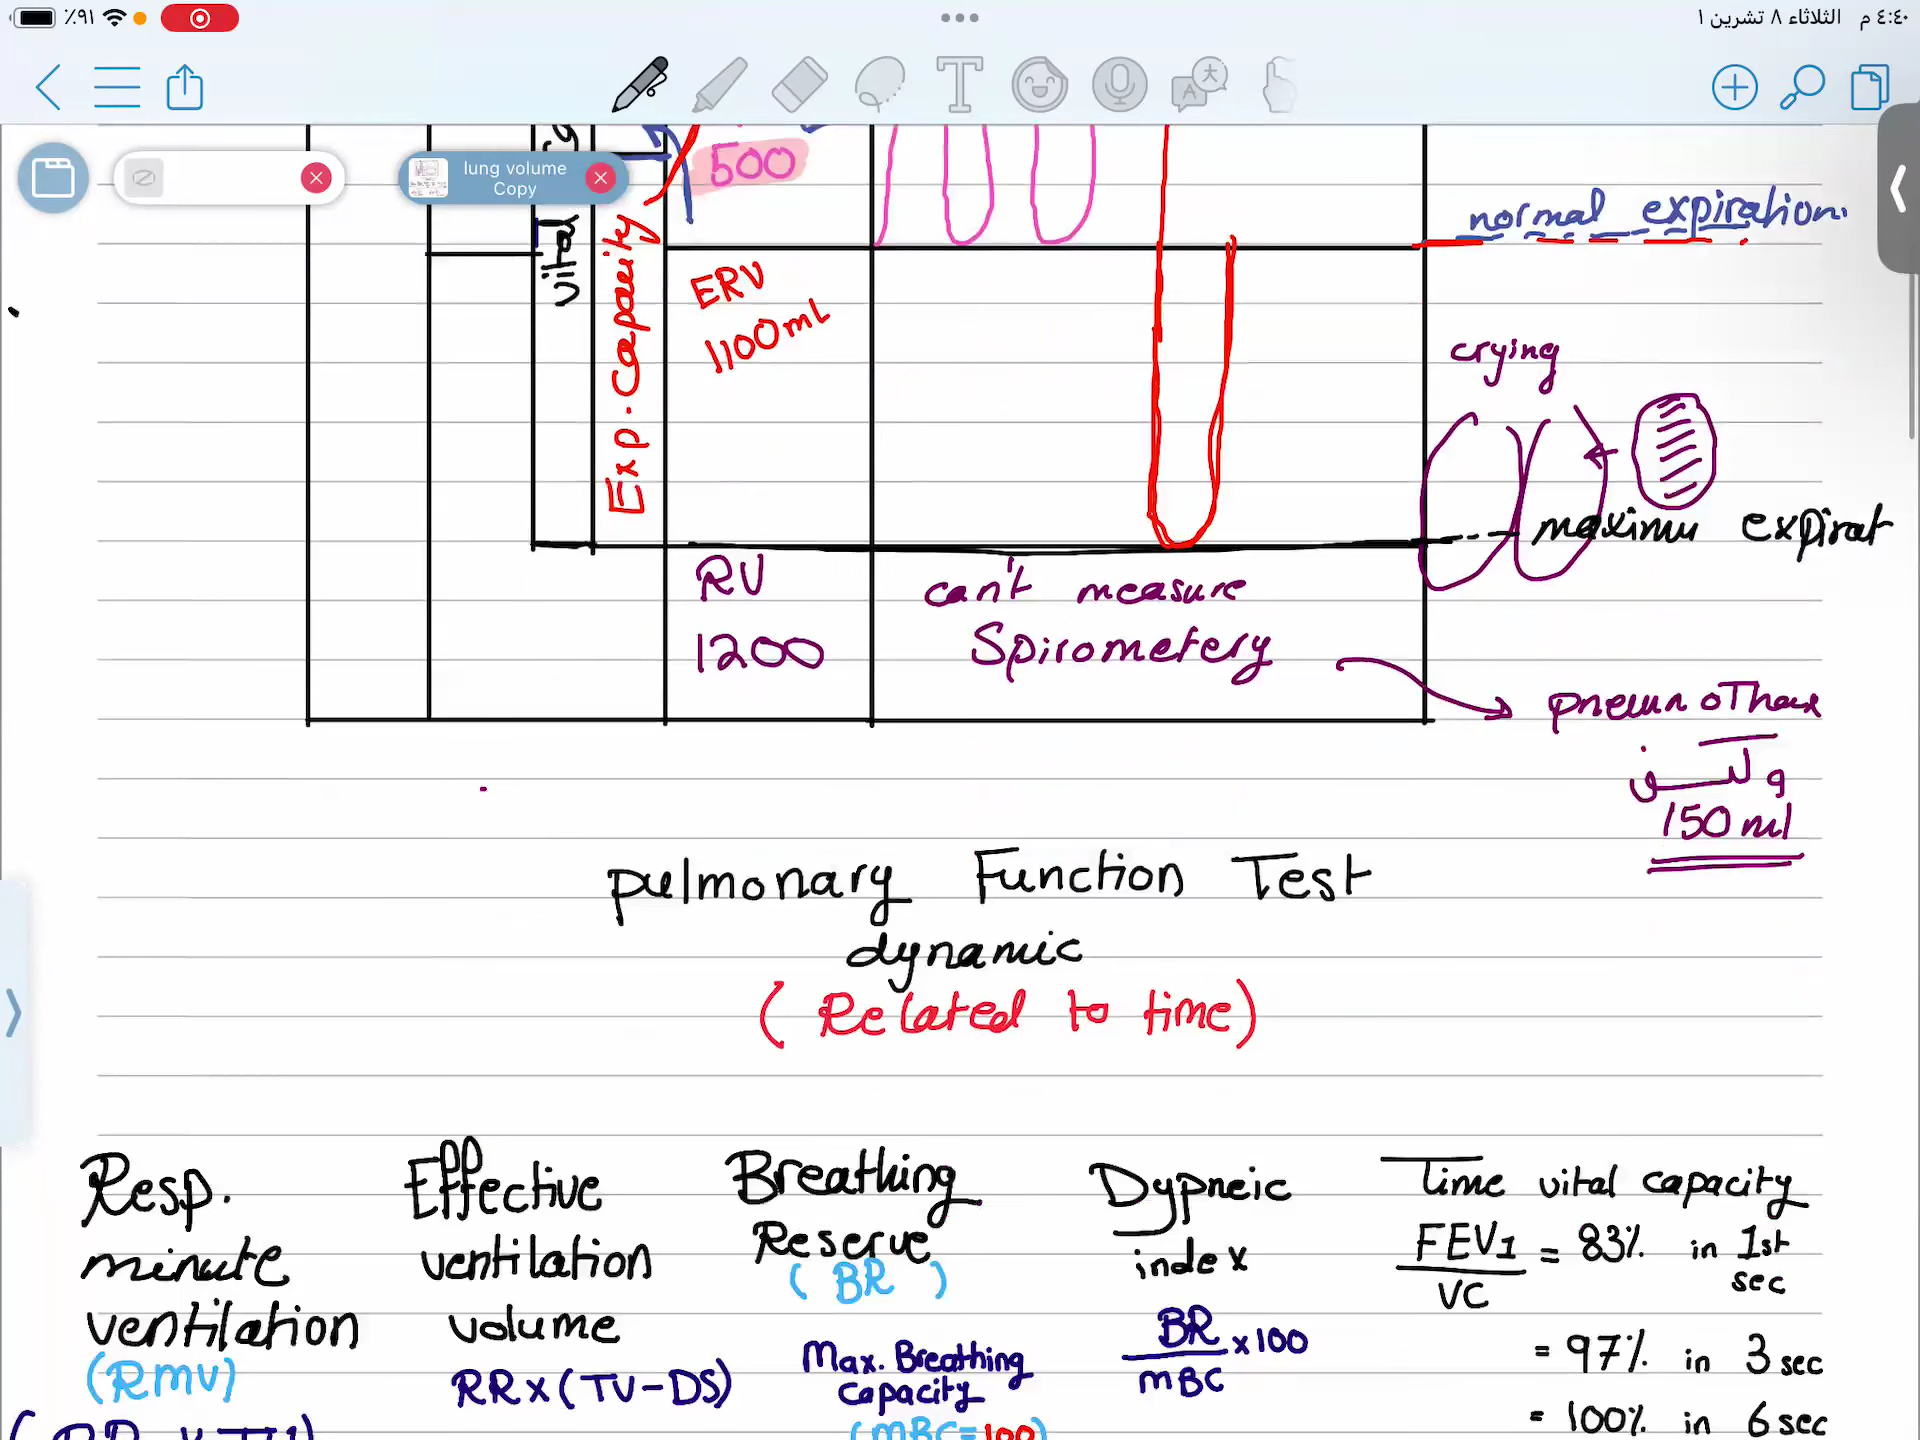 ٪٩١
٤:٤٠ م الثلاثاء ٨ تشرين ١
lung volume
Copy
500
normal expiration
vital
Exp. Capacity
ERV
1100 mL
crying
maximu expirat
RV
1200
can't measure
Spirometery
pneumothax
150 ml
pulmonary Function Test
dynamic
( Related to time)
Resp.
minute
ventilation
(RMV)
Effective
ventilation
volume
RR x (TV-DS)
Breathing
Reserve
( BR )
Max. Breathing
Capacity
(MBC=100)
Dypneic
index
BR x100
MBC
Time vital capacity
FEV1 = 83% in 1st
VC sec
= 97% in 3 sec
= 100% in 6 sec